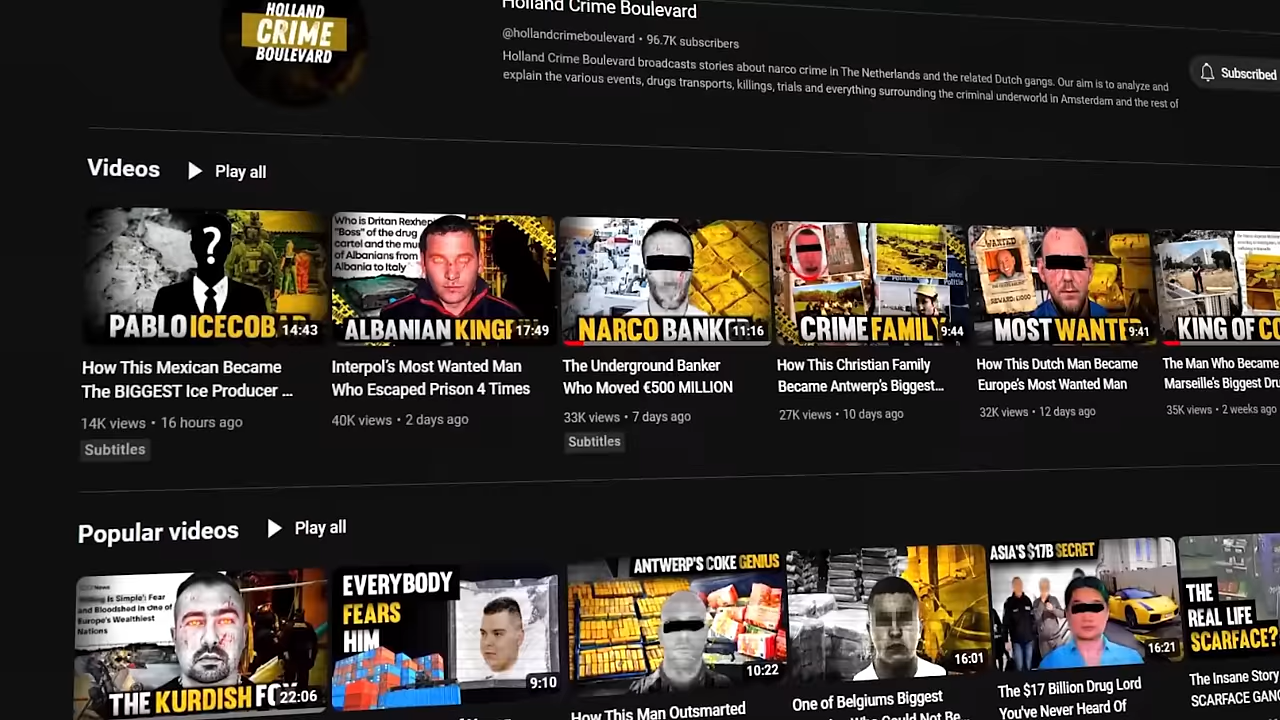 HOLLAND
CRIME
BOULEVARD
Holland Crime Boulevard
@hollandcrimeboulevard • 96.7K subscribers
Holland Crime Boulevard broadcasts stories about narco crime in The Netherlands and the related Dutch gangs. Our aim is to analyze and
explain the various events, drugs transports, killings, trials and everything surrounding the criminal underworld in Amsterdam and the rest of
Subscribed
Videos
Play all
?
PABLO ICECOB
14:43
Who is Dritan
"Boss" of the drug
cartel and the
of Albanians from
Albania to Italy
ALBANIAN KINGP
17:49
NARCO BANKE
11:16
CRIME FAMILY
9:44
WANTED
REWARD:
MOST WANTE
9:41
KING OF CO
How This Mexican Became
The BIGGEST Ice Producer ...
14K views • 16 hours ago
Subtitles
Interpol's Most Wanted Man
Who Escaped Prison 4 Times
40K views • 2 days ago
The Underground Banker
Who Moved €500 MILLION
33K views • 7 days ago
Subtitles
How This Christian Family
Became Antwerp's Biggest...
27K views • 10 days ago
How This Dutch Man Became
Europe's Most Wanted Man
32K views • 12 days ago
The Man Who Became
Marseille's Biggest Dru
35K views • 2 weeks ago
Popular videos
Play all
Is Simple': Fear
and Bloodshed in One of
Europe's Wealthiest
Nations
THE KURDISH FO
22:06
EVERYBODY
FEARS
HIM
9:10
ANTWERP'S COKE GENIUS
10:22
16:01
ASIA'S $17B SECRET
16:21
THE
REAL LIFE
SCARFACE?
How This Man Outsmarted
One of Belgiums Biggest
Who Could Not Be...
The $17 Billion Drug Lord
You've Never Heard Of
The Insane Story
SCARFACE GANG